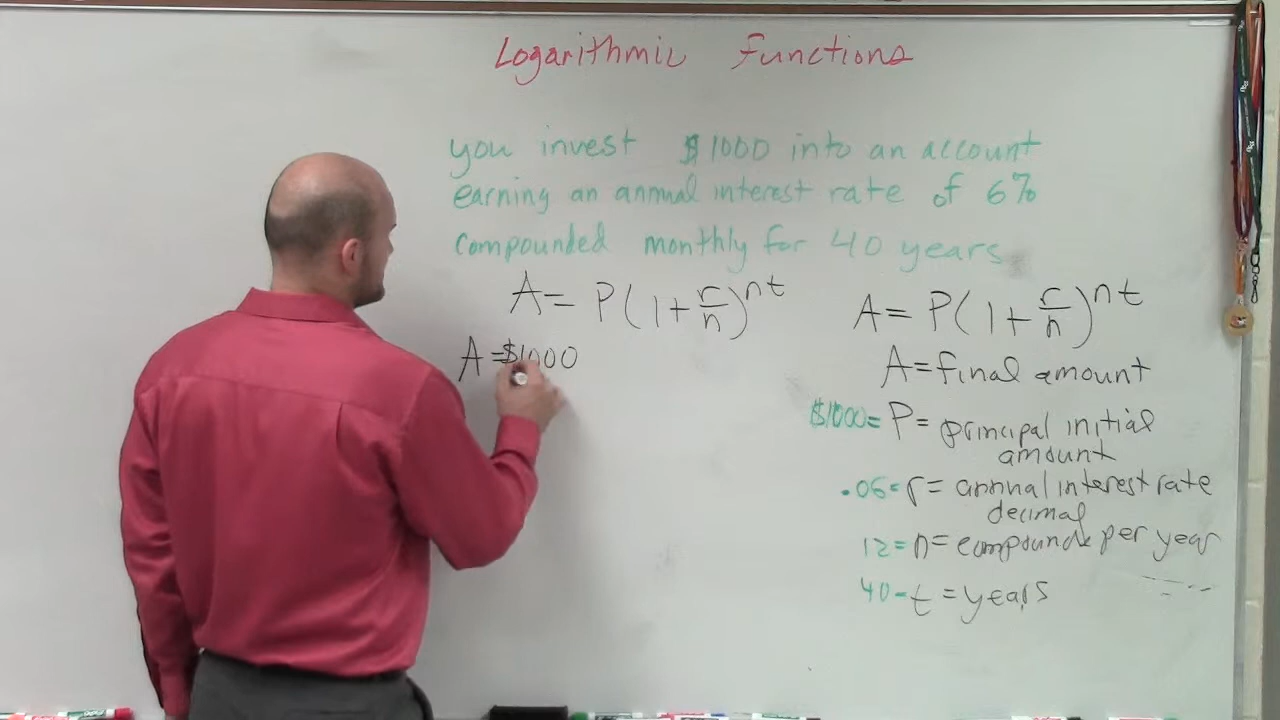 Logarithmic functions
you invest $1000 into an account
earning an annual interest rate of 6%
compounded monthly for 40 years
A = P(1+r/n)^nt
A = $1000
A = P(1+r/n)^nt
A = final amount
$1000 = P = principal initial
amount
.06 = r = annual interest rate
decimal
12 = n = compounds per year
40 - t = years